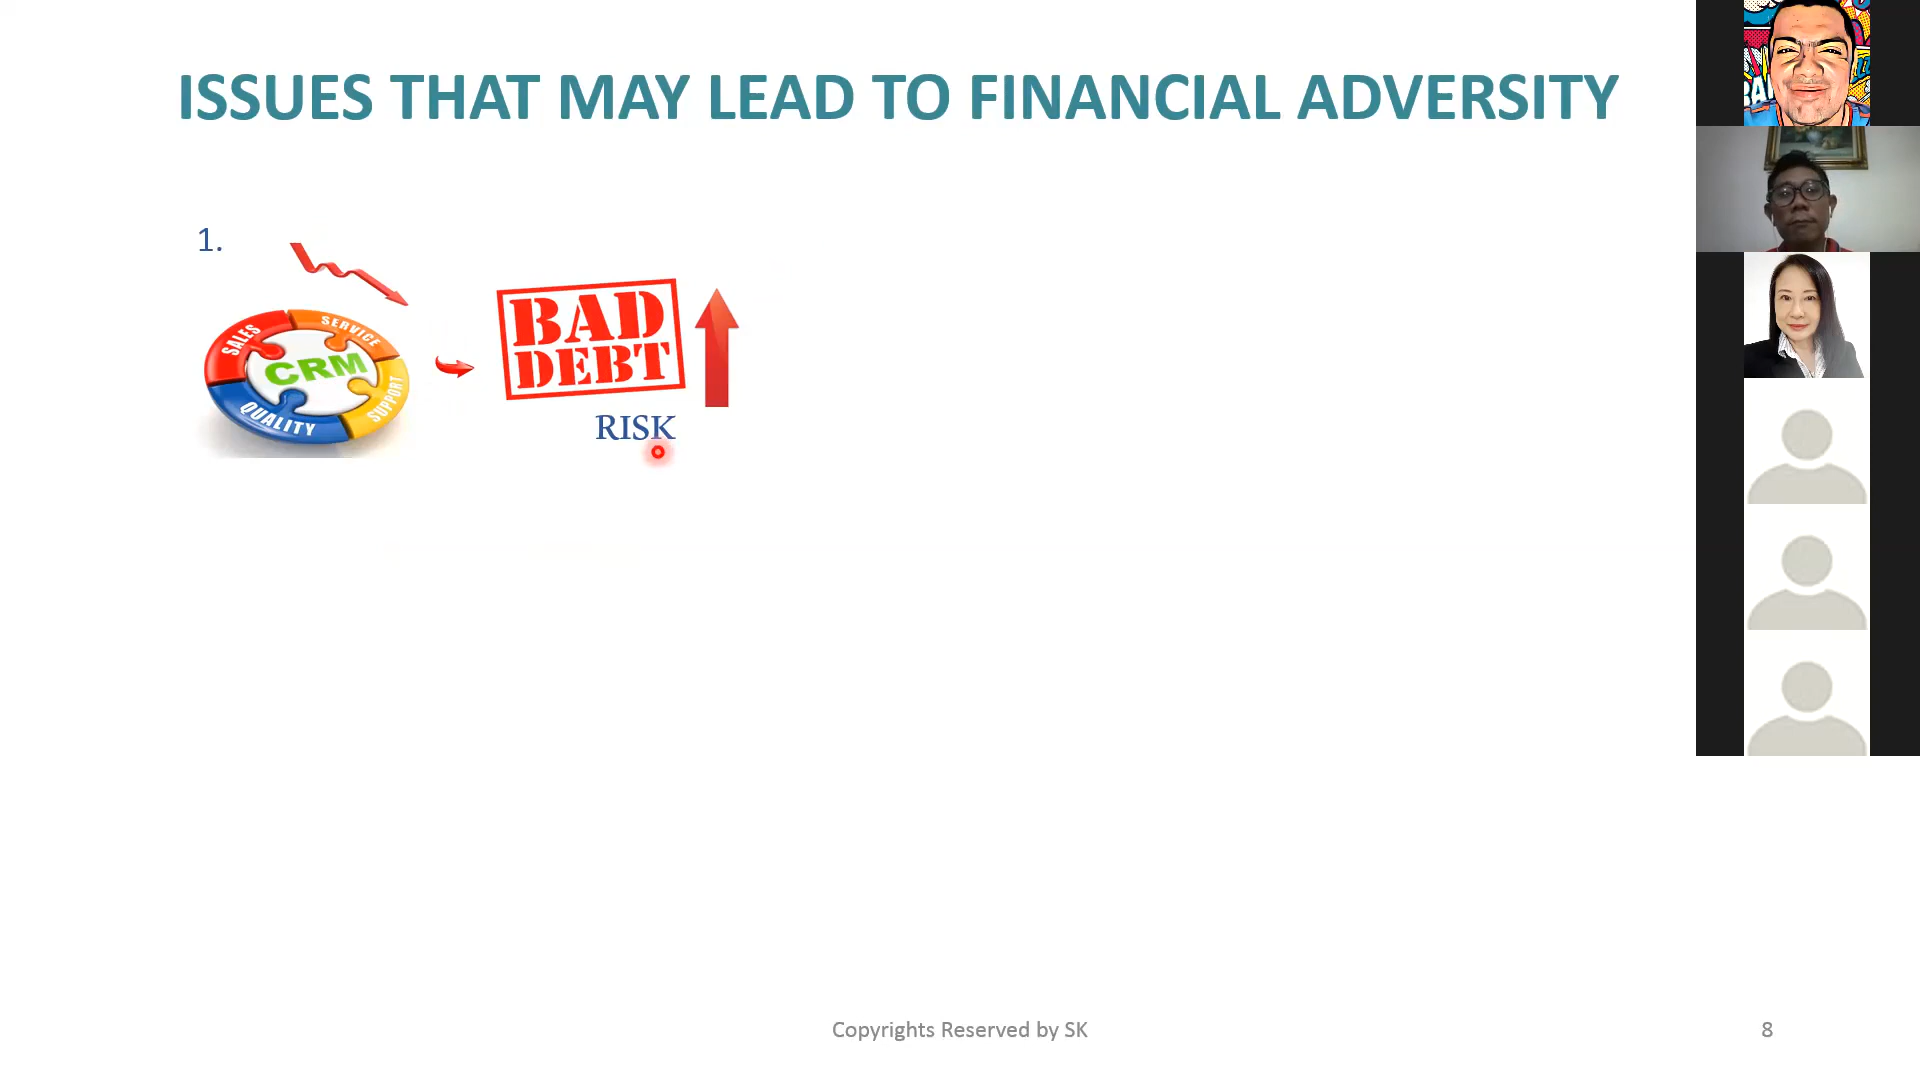 ISSUES THAT MAY LEAD TO FINANCIAL ADVERSITY
1.
SALES
SERVICE
CRM
SUPPORT
QUALITY
BAD
DEBT
RISK
Copyrights Reserved by SK
8